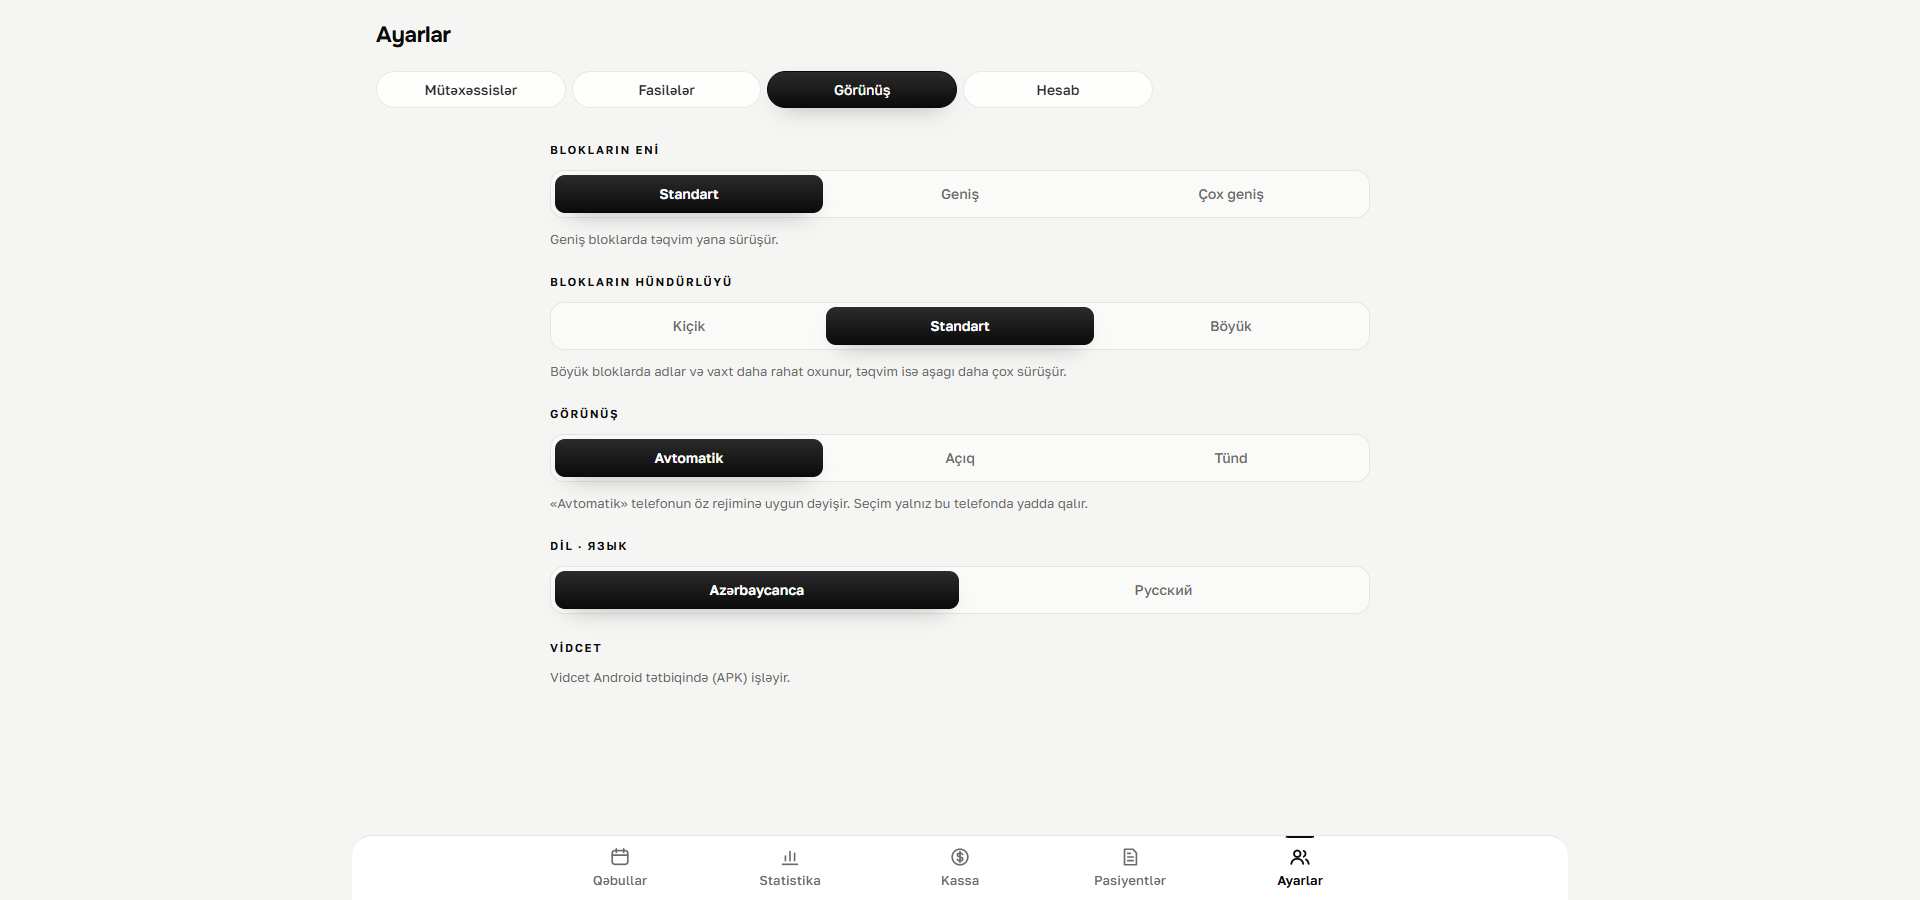 Ayarlar
Mütəxəssislər
Fasilələr
Görünüş
Hesab
BLOKLARIN ENİ
Standart
Geniş
Çox geniş
Geniş bloklarda təqvim yana sürüşür.
BLOKLARIN HÜNDÜRLÜYÜ
Kiçik
Standart
Böyük
Böyük bloklarda adlar və vaxt daha rahat oxunur, təqvim isə aşağı daha çox sürüşür.
GÖRÜNÜŞ
Avtomatik
Açıq
Tünd
«Avtomatik» telefonun öz rejiminə uygun dəyişir. Seçim yalnız bu telefonda yadda qalır.
DİL · ЯЗЫК
Azərbaycanca
Русский
VİDCET
Vidcet Android tətbiqində (APK) işləyir.
Qəbullar
Statistika
Kassa
Pasiyentlər
Ayarlar